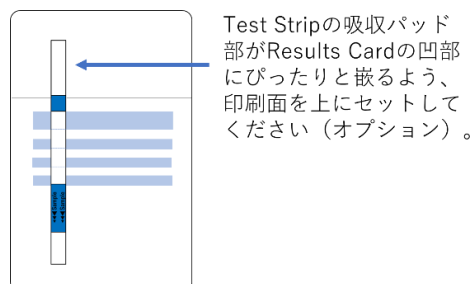 Test Stripの吸収パッド
部がResults Cardの凹部
にぴったりと嵌るよう、
印刷面を上にセットして
ください（オプション）。
Sample
Sample